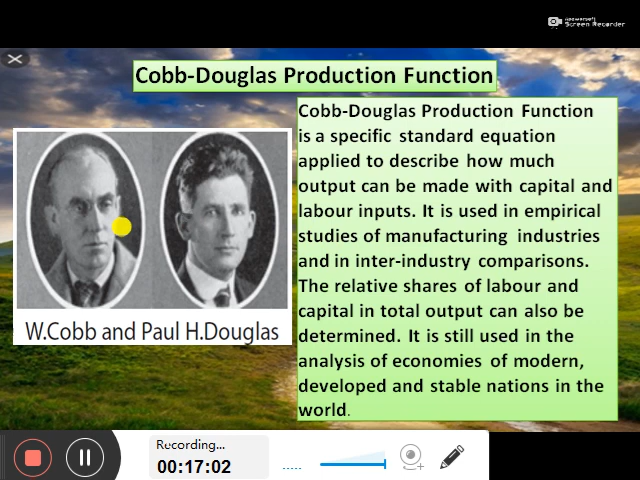 Apowersoft
Screen Recorder
Cobb-Douglas Production Function
Cobb-Douglas Production Function
is a specific standard equation
applied to describe how much
output can be made with capital and
labour inputs. It is used in empirical
studies of manufacturing industries
and in inter-industry comparisons.
The relative shares of labour and
capital in total output can also be
determined. It is still used in the
analysis of economies of modern,
developed and stable nations in the
world.
W.Cobb and Paul H.Douglas
Recording...
00:17:02